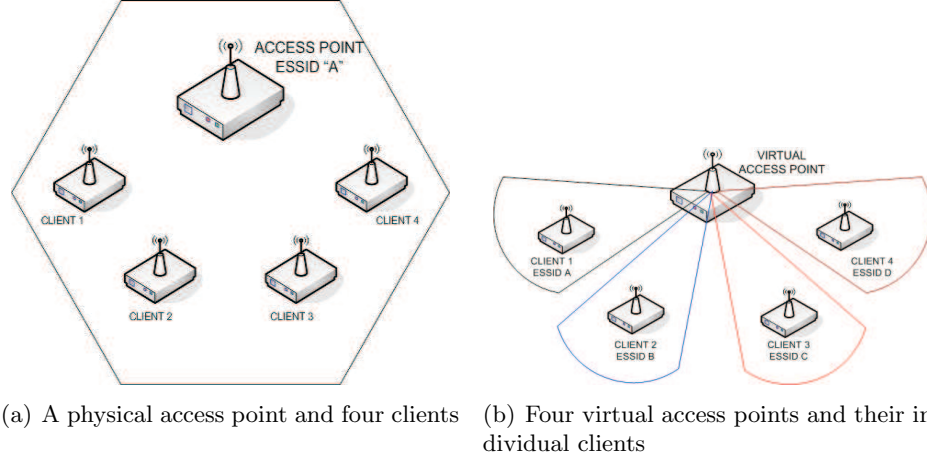 ACCESS POINT
ESSID "A"
CLIENT 1
CLIENT 4
CLIENT 2
CLIENT 3
(a) A physical access point and four clients
VIRTUAL
ACCESS POINT
CLIENT 1
ESSID A
CLIENT 4
ESSID D
CLIENT 2
ESSID B
CLIENT 3
ESSID C
(b) Four virtual access points and their in
dividual clients